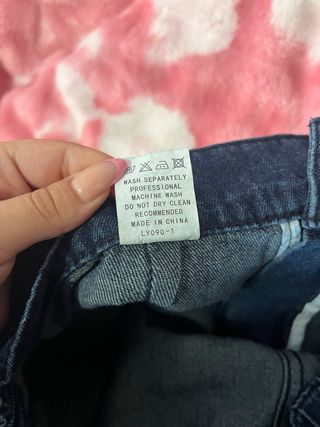 WASH SEPARATELY
PROFESSIONAL
MACHINE WASH
DO NOT DRY CLEAN
RECOMMENDED
MADE IN CHINA
LY090-1